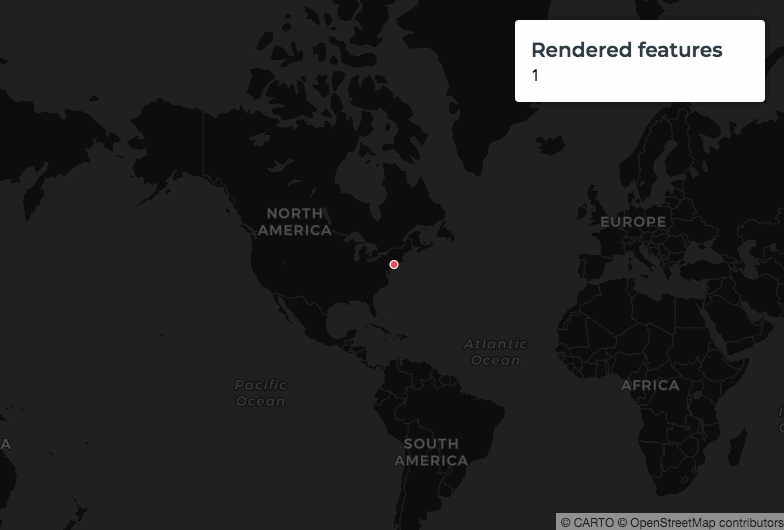 Rendered features
1
NORTH
AMERICA
EUROPE
Atlantic
Ocean
Pacific
Ocean
AFRICA
SOUTH
AMERICA
A
© CARTO © OpenStreetMap contributors